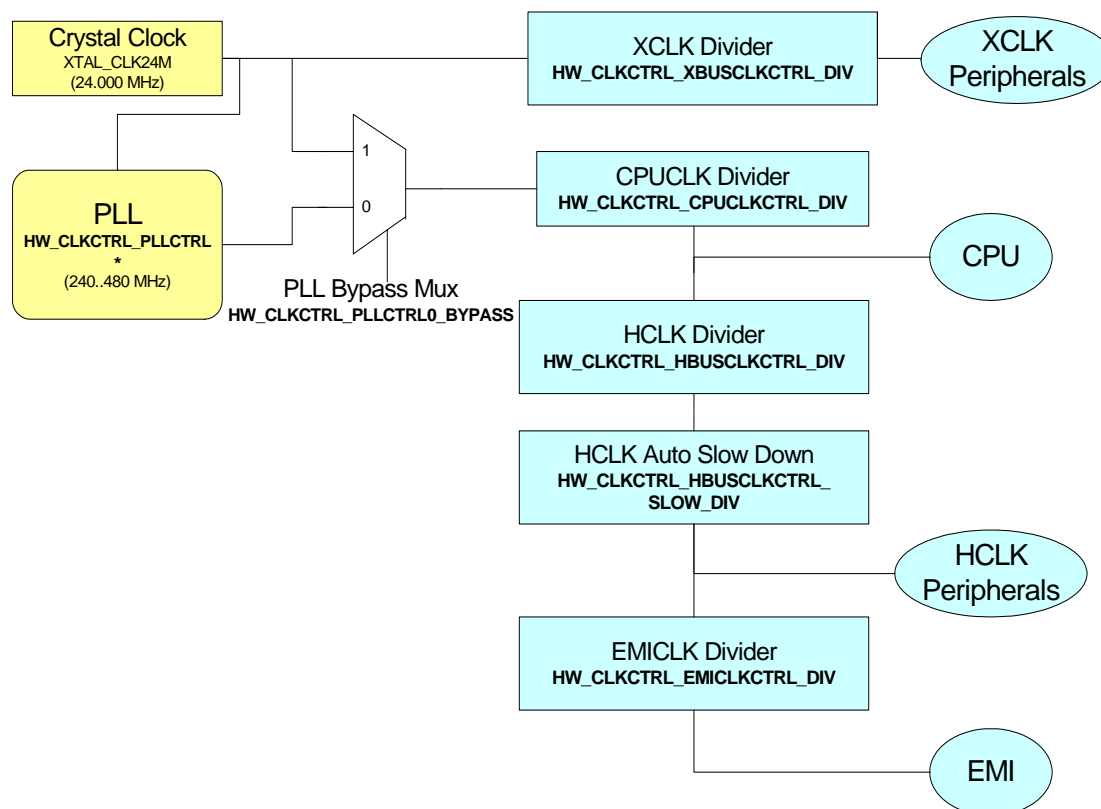 Crystal Clock
XTAL_CLK24M
(24.000 MHz)
XCLK Divider
HW_CLKCTRL_XBUSCLKCTRL_DIV
XCLK
Peripherals
1
0
PLL
HW_CLKCTRL_PLLCTRL
*
(240..480 MHz)
PLL Bypass Mux
HW_CLKCTRL_PLLCTRL0_BYPASS
CPUCLK Divider
HW_CLKCTRL_CPUCLKCTRL_DIV
CPU
HCLK Divider
HW_CLKCTRL_HBUSCLKCTRL_DIV
HCLK Auto Slow Down
HW_CLKCTRL_HBUSCLKCTRL_
SLOW_DIV
HCLK
Peripherals
EMICLK Divider
HW_CLKCTRL_EMICLKCTRL_DIV
EMI